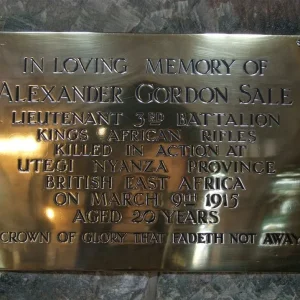 IN LOVING MEMORY OF
ALEXANDER GORDON SALE
LIEUTENANT 3RD BATTALION
KING'S AFRICAN RIFLES
KILLED IN ACTION AT
UTEGI NYANZA PROVINCE
BRITISH EAST AFRICA
ON MARCH 9TH 1915
AGED 20 YEARS
CROWN OF GLORY THAT FADETH NOT AWAY